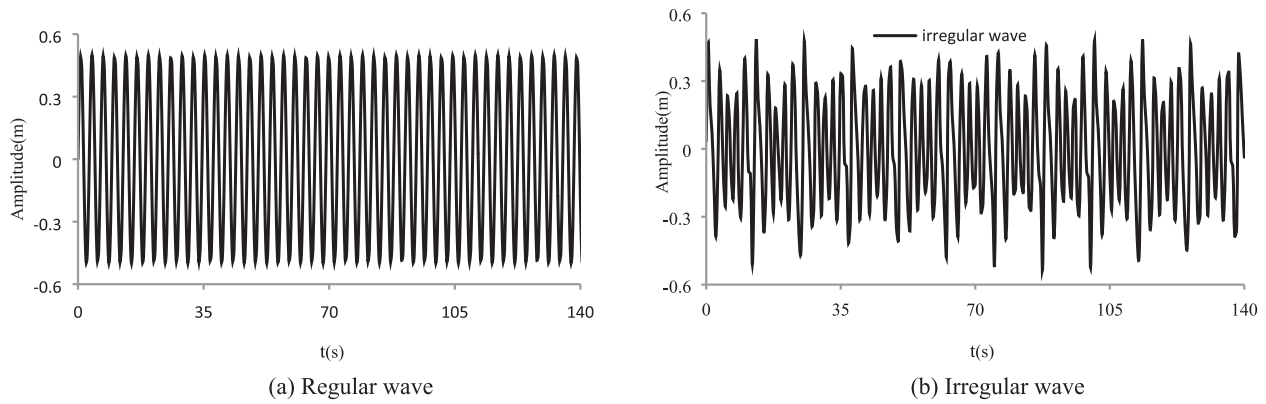 0.6
0.3
0
-0.3
-0.6
Amplitude(m)
0 35 70 105 140
t(s)
(a) Regular wave
0.6
0.3
0
-0.3
-0.6
Amplitude(m)
irregular wave
0 35 70 105 140
t(s)
(b) Irregular wave